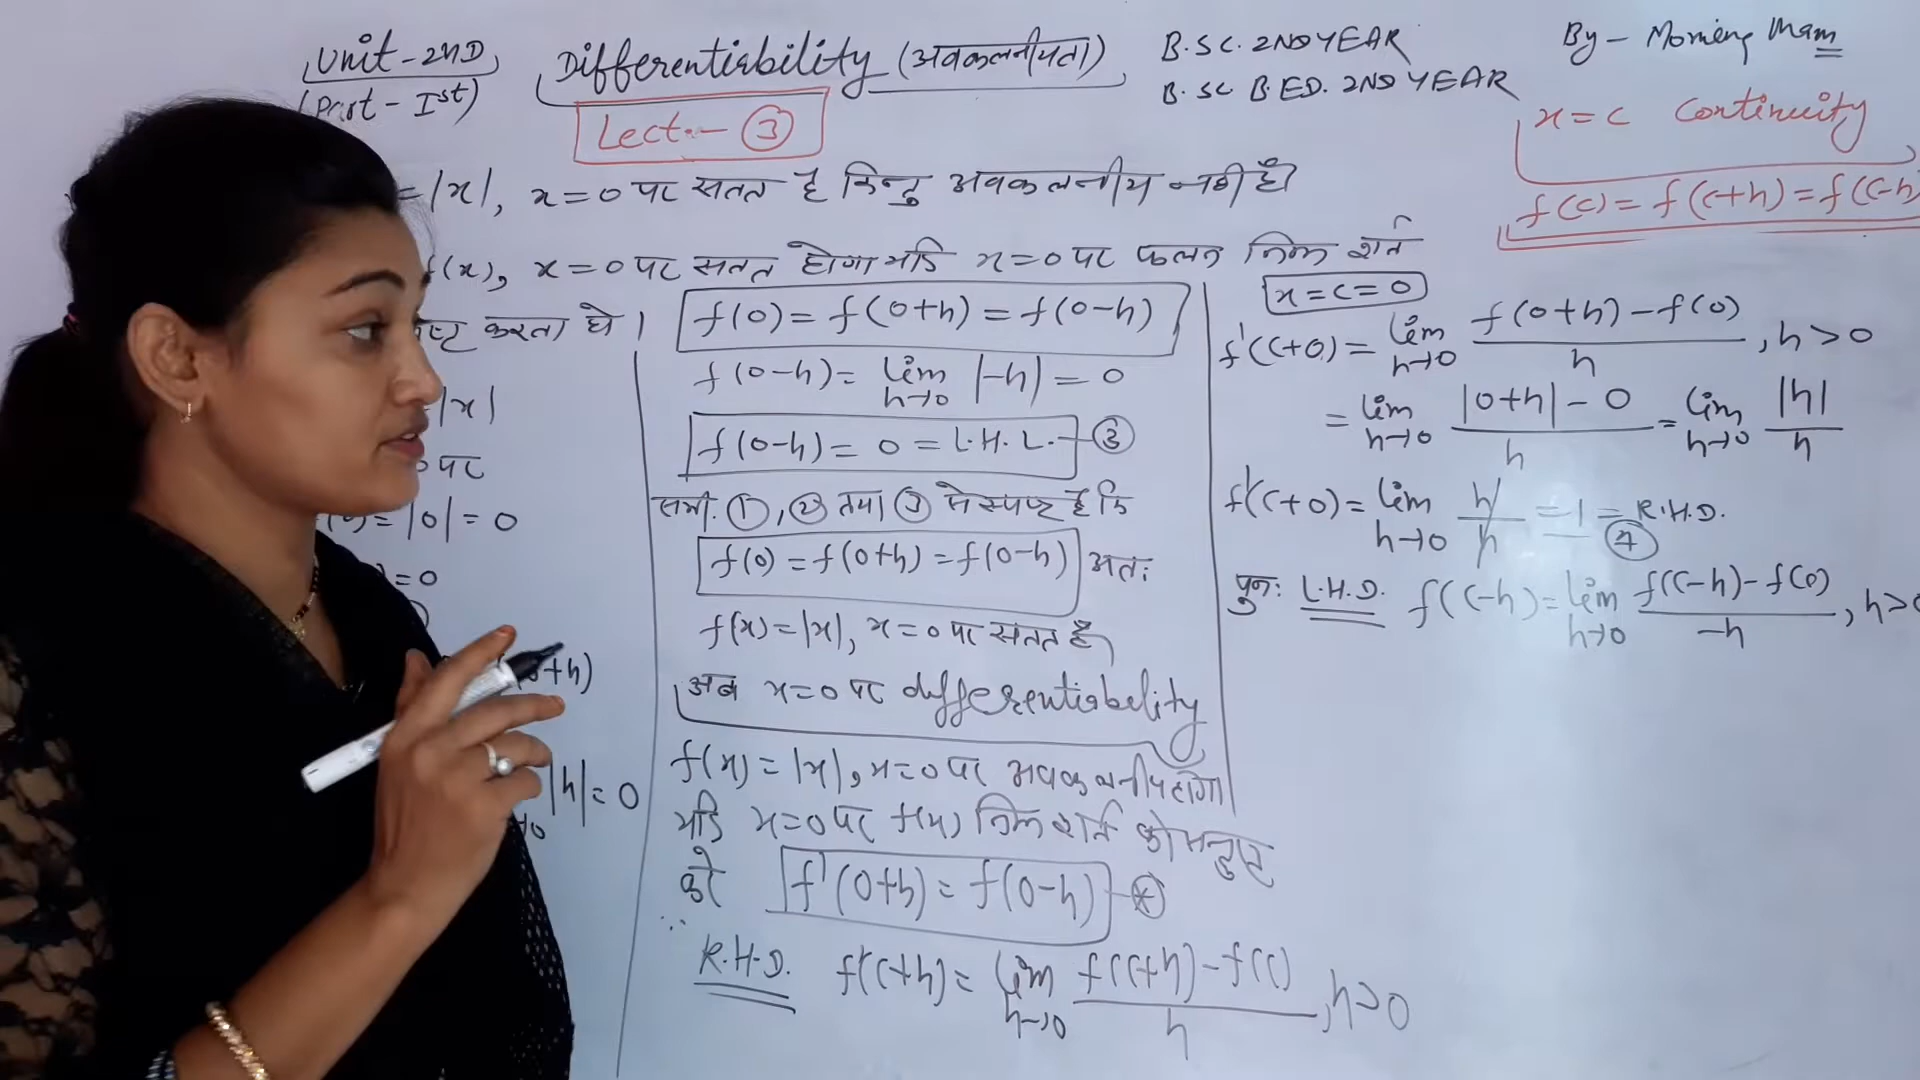 Unit-2ND
(Part-Ist)
Differentiability (अवकलनीयता)
Lect.- ③
B.SC. 2ND YEAR
B.SC B.ED. 2ND YEAR
By- Morning Mam
x=c Continuity
f(c)=f(c+h)=f(c-h)
=|x|, x=0 पर सतत है किन्तु अवकलनीय नहीं है।
f(x), x=0 पर सतत होगा यदि x=0 पर फलन निम्न शर्त
करता हो।
|x|
पर
=|0|=0
=0
+h)
|h|=0
f(0)=f(0+h)=f(0-h)
f(0-h)= lim h→0 |-h|=0
f(0-h)=0=L.H.L.-③
समी. ①,② तथा ③ से स्पष्ट है कि
f(0)=f(0+h)=f(0-h) अतः
f(x)=|x|, x=0 पर सतत है
अब x=0 पर differentiability
f(x)=|x|, x=0 पर अवकलनीय होगा
यदि x=0 पर f(x) निम्न शर्त को सन्तुष्ट
करे f'(0+h)=f(0-h)
∵ R.H.D. f'(c+h)= lim h→0 f(c+h)-f(c)/h, h>0
x=c=0
f'(c+0)= lim h→0 f(0+h)-f(0)/h, h>0
= lim h→0 |0+h|-0/h = lim h→0 |h|/h
f'(c+0)= lim h→0 h/h =1=R.H.D. ④
पुनः L.H.D. f(c-h)= lim h→0 f(c-h)-f(0)/-h, h>0